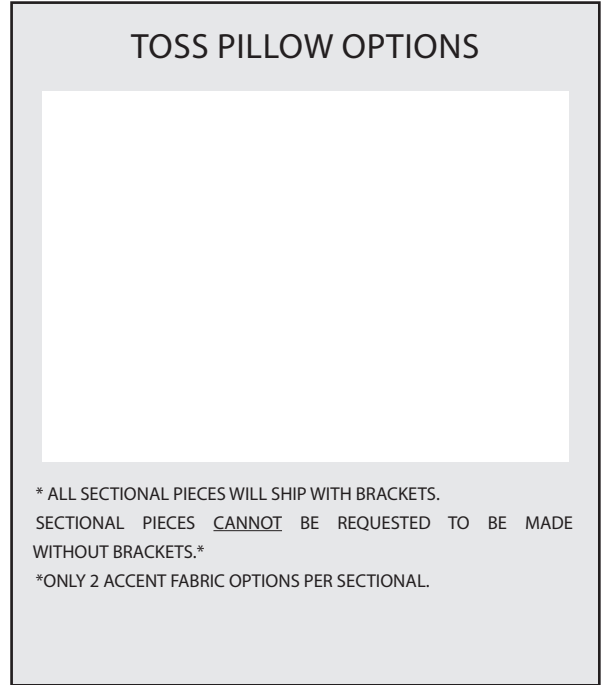 TOSS PILLOW OPTIONS
* ALL SECTIONAL PIECES WILL SHIP WITH BRACKETS.
SECTIONAL PIECES CANNOT BE REQUESTED TO BE MADE
WITHOUT BRACKETS.*
*ONLY 2 ACCENT FABRIC OPTIONS PER SECTIONAL.